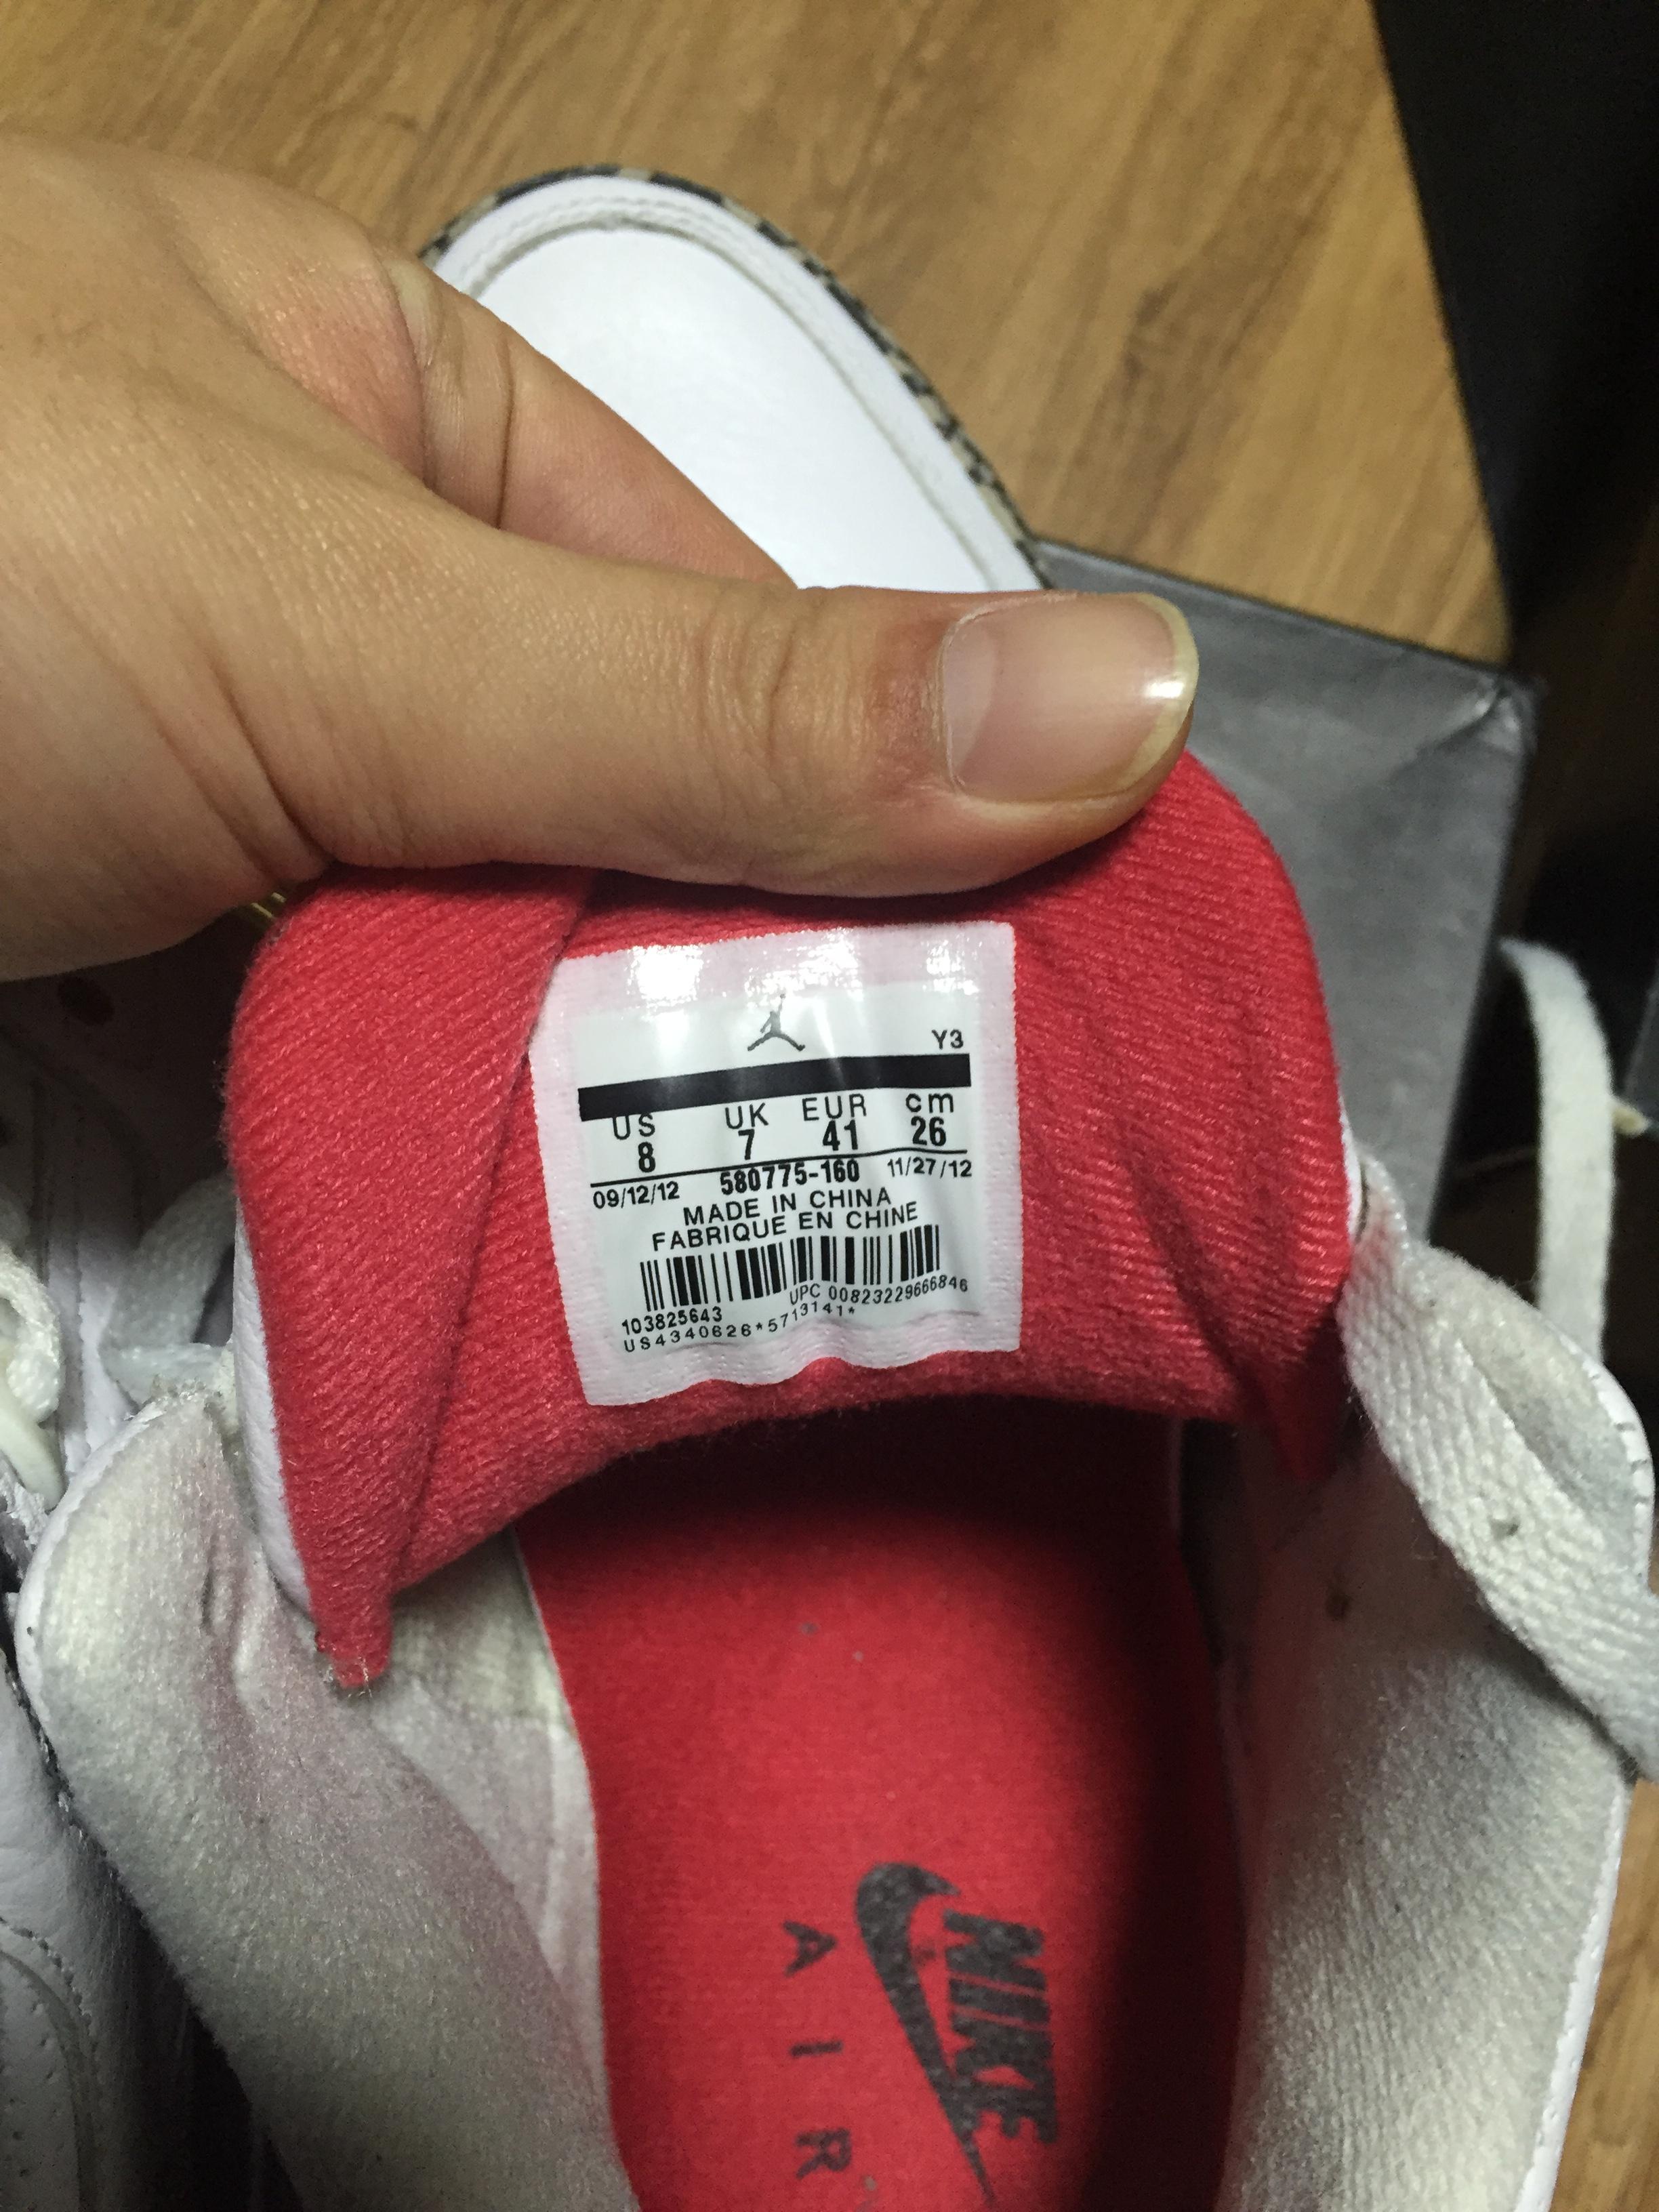 Y3
US UK EUR cm
8 7 41 26
09/12/12 580775-160 11/27/12
MADE IN CHINA
FABRIQUE EN CHINE
103825643 UPC 00823229666846
US4340626*5713141*
NIKE
AIR